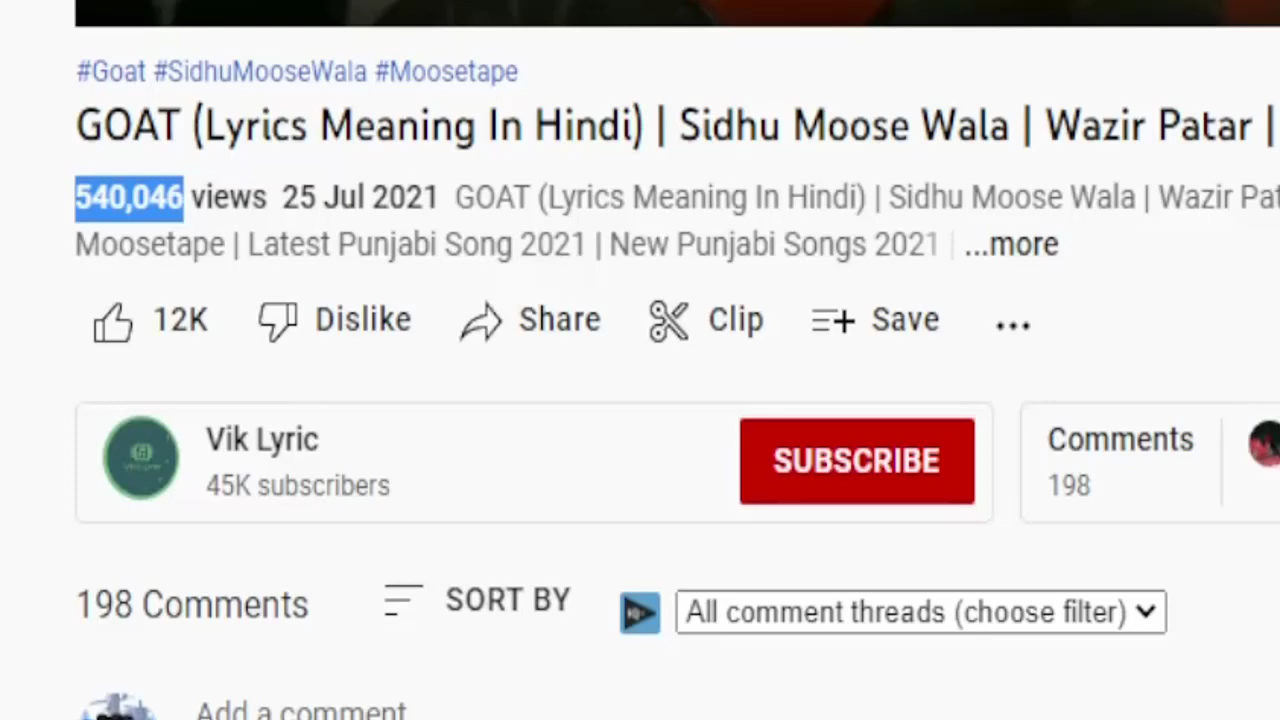 #Goat #SidhuMooseWala #Moosetape
GOAT (Lyrics Meaning In Hindi) | Sidhu Moose Wala | Wazir Patar |
540,046 views 25 Jul 2021 GOAT (Lyrics Meaning In Hindi) | Sidhu Moose Wala | Wazir Pat
Moosetape | Latest Punjabi Song 2021 | New Punjabi Songs 2021 | ...more
12K Dislike Share Clip Save ...
Vik Lyric
45K subscribers
SUBSCRIBE
Comments
198
198 Comments SORT BY All comment threads (choose filter)
Add a comment